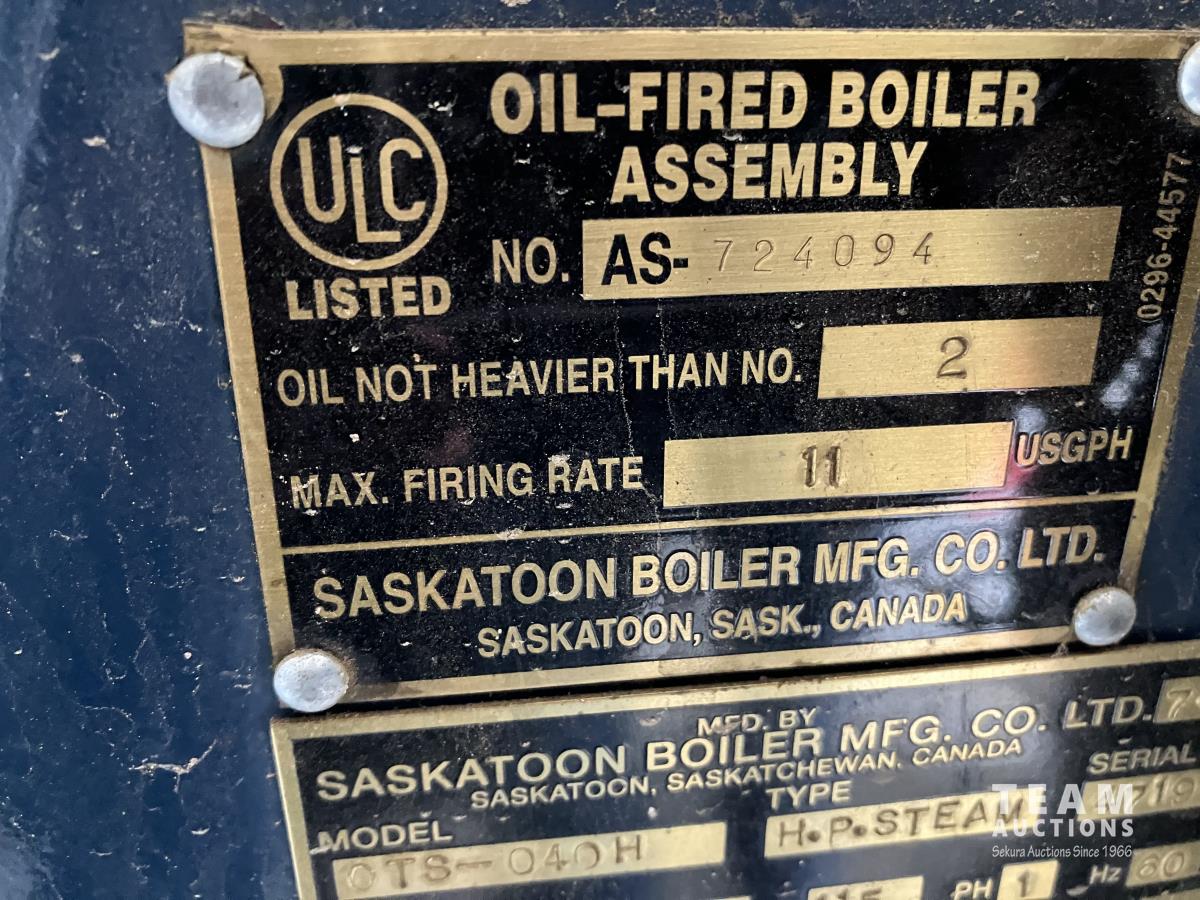 ULC
LISTED
OIL-FIRED BOILER
ASSEMBLY
NO. AS- 724094
0296-44577
OIL NOT HEAVIER THAN NO. 2
MAX. FIRING RATE 11 USGPH
SASKATOON BOILER MFG. CO. LTD.
SASKATOON, SASK., CANADA
MFD. BY
SASKATOON BOILER MFG. CO. LTD.
SASKATOON, SASKATCHEWAN, CANADA
MODEL TYPE SERIAL
TS-040H H.P.STEAM 719
PH 1 Hz 60
TEAM
AUCTIONS
Sekura Auctions Since 1966